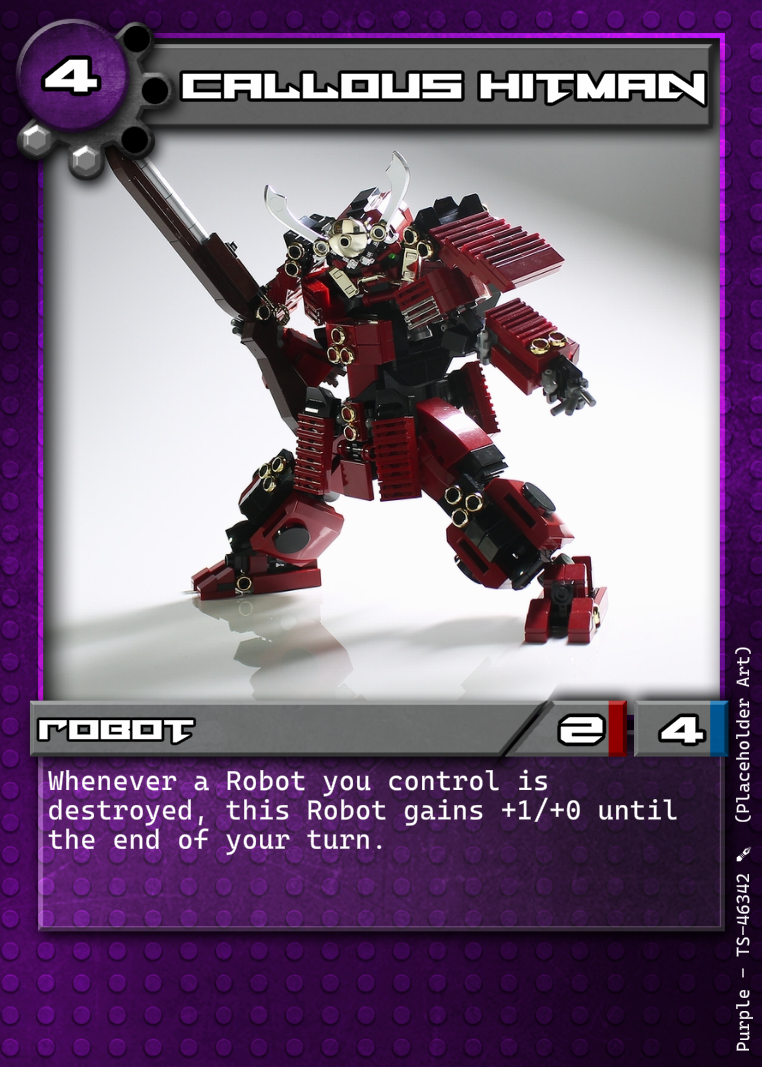 4
CALLOUS HITMAN
ROBOT
2
4
Whenever a Robot you control is
destroyed, this Robot gains +1/+0 until
the end of your turn.
Purple - TS-46342 (Placeholder Art)